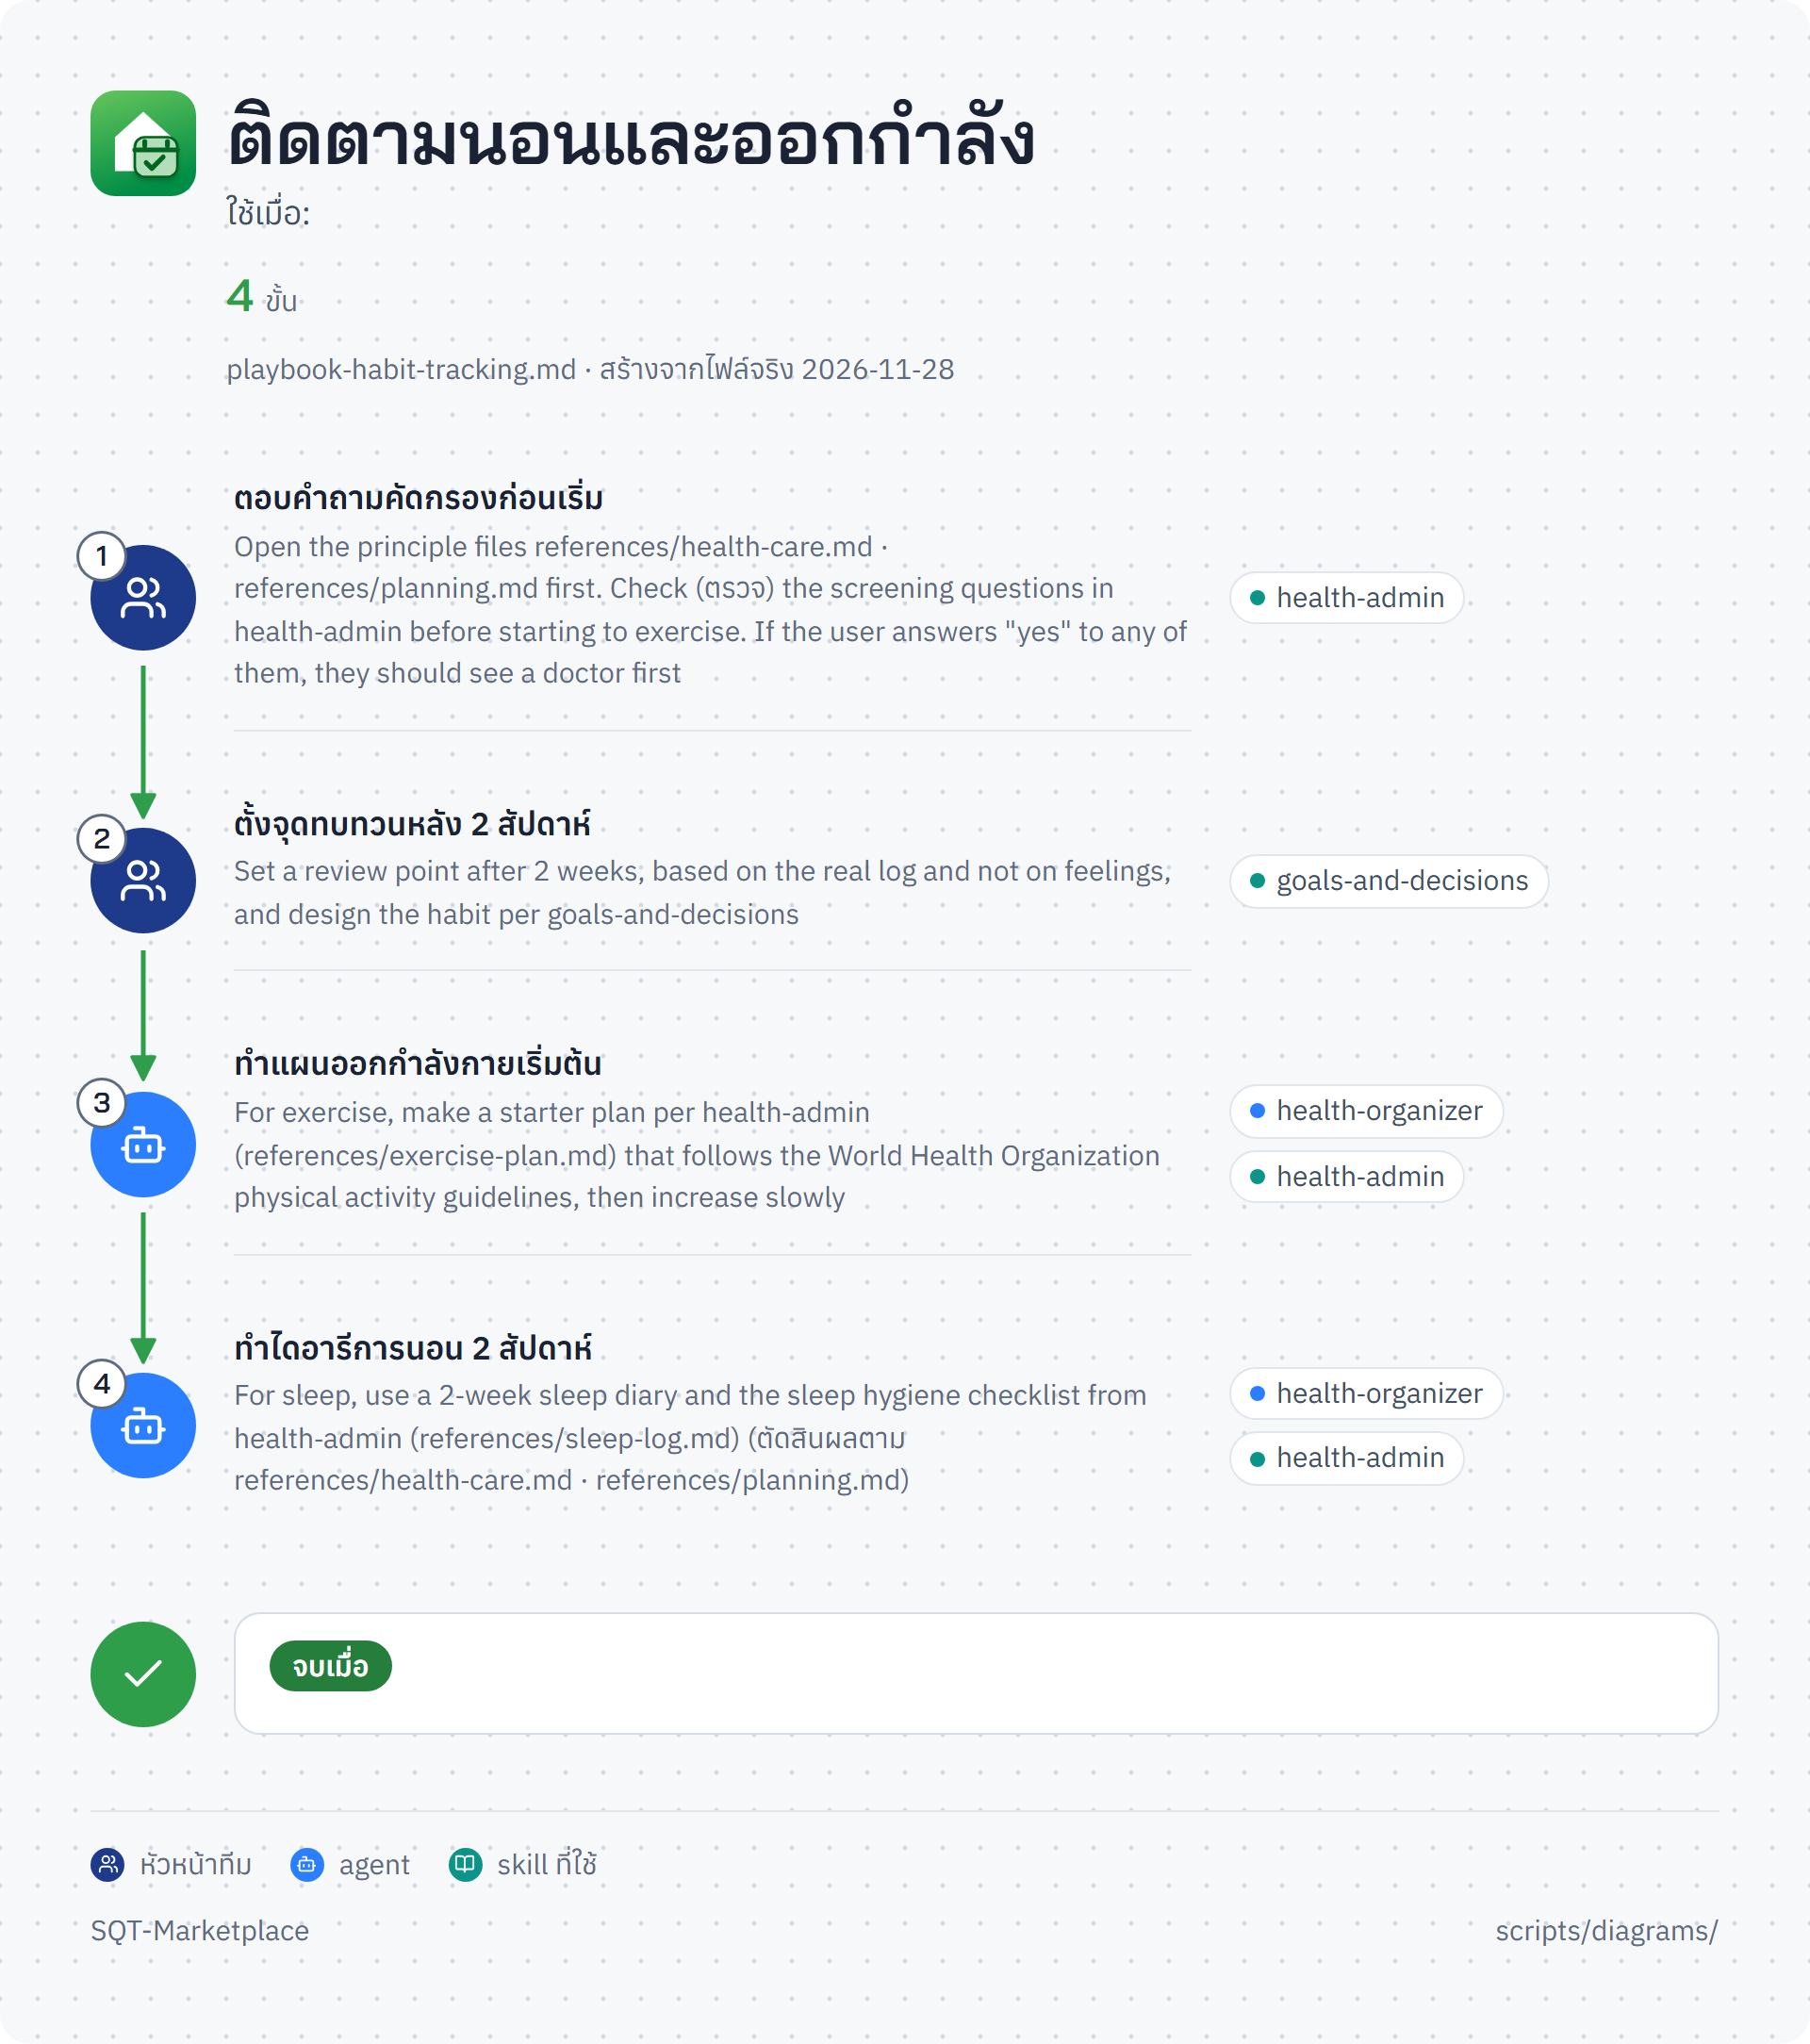 ติดตามนอนและออกกำลัง
ใช้เมื่อ:
4 ขั้น
playbook-habit-tracking.md · สร้างจากไฟล์จริง 2026-11-28
1
ตอบคำถามคัดกรองก่อนเริ่ม
Open the principle files references/health-care.md ·
references/planning.md first. Check (ตรวจ) the screening questions in
health-admin before starting to exercise. If the user answers "yes" to any of
them, they should see a doctor first
health-admin
2
ตั้งจุดทบทวนหลัง 2 สัปดาห์
Set a review point after 2 weeks, based on the real log and not on feelings,
and design the habit per goals-and-decisions
goals-and-decisions
3
ทำแผนออกกำลังกายเริ่มต้น
For exercise, make a starter plan per health-admin
(references/exercise-plan.md) that follows the World Health Organization
physical activity guidelines, then increase slowly
health-organizer
health-admin
4
ทำไดอารีการนอน 2 สัปดาห์
For sleep, use a 2-week sleep diary and the sleep hygiene checklist from
health-admin (references/sleep-log.md) (ตัดสินผลตาม
references/health-care.md · references/planning.md)
health-organizer
health-admin
จบเมื่อ
หัวหน้าทีม
agent
skill ที่ใช้
SQT-Marketplace
scripts/diagrams/